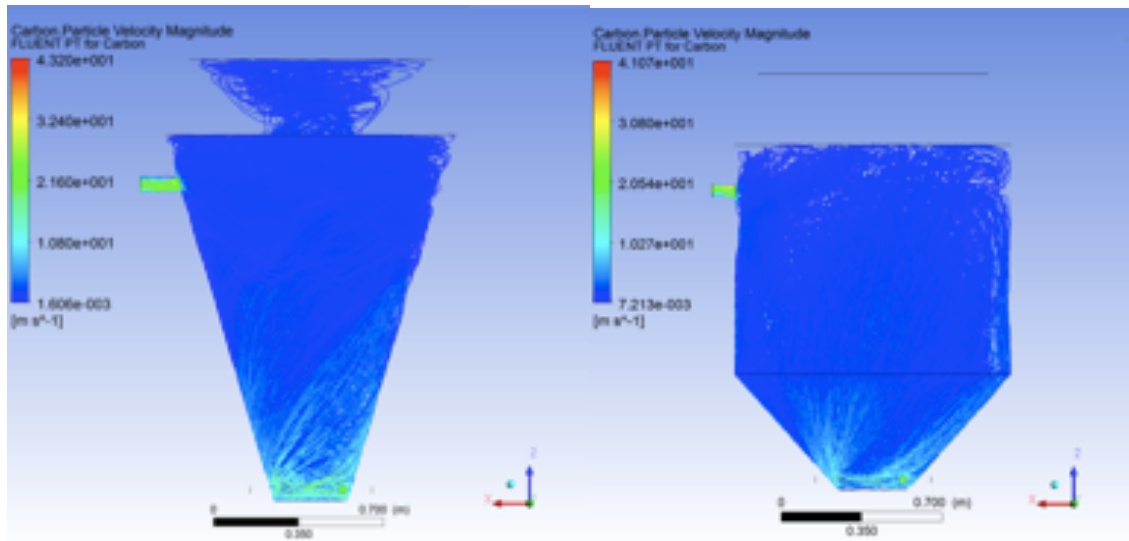 Carbon Particle Velocity Magnitude
FLUENT PT for Carbon
4.320e+001
3.240e+001
2.160e+001
1.080e+001
1.606e-003
[m s^-1]
0
0.700 (m)
0.350
X
Z
Carbon Particle Velocity Magnitude
FLUENT PT for Carbon
4.107e+001
3.080e+001
2.054e+001
1.027e+001
7.213e-003
[m s^-1]
0
0.700 (m)
0.350
X
Z